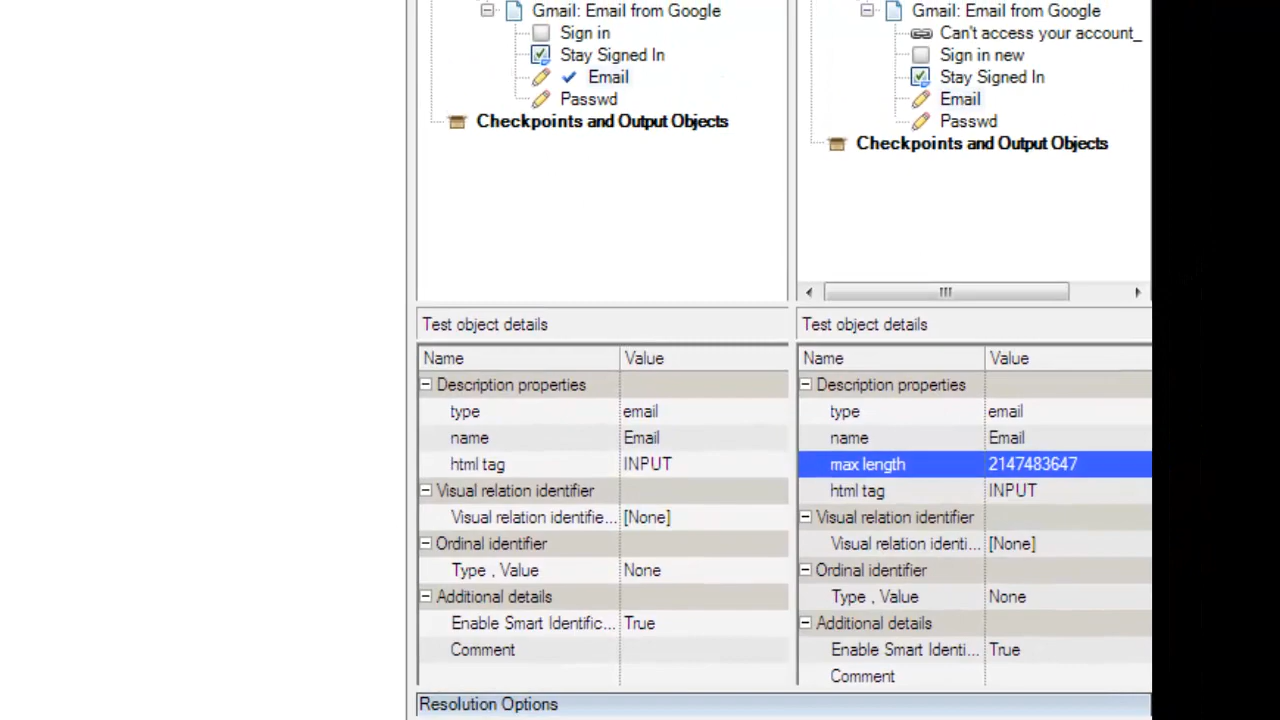 Gmail: Email from Google
Sign in
Stay Signed In
Email
Passwd
Checkpoints and Output Objects
Gmail: Email from Google
Can't access your account_
Sign in new
Stay Signed In
Email
Passwd
Checkpoints and Output Objects
Test object details
Name Value
Description properties
type email
name Email
html tag INPUT
Visual relation identifier
Visual relation identifie... [None]
Ordinal identifier
Type , Value None
Additional details
Enable Smart Identific... True
Comment
Test object details
Name Value
Description properties
type email
name Email
max length 2147483647
html tag INPUT
Visual relation identifier
Visual relation identi... [None]
Ordinal identifier
Type , Value None
Additional details
Enable Smart Identi... True
Comment
Resolution Options